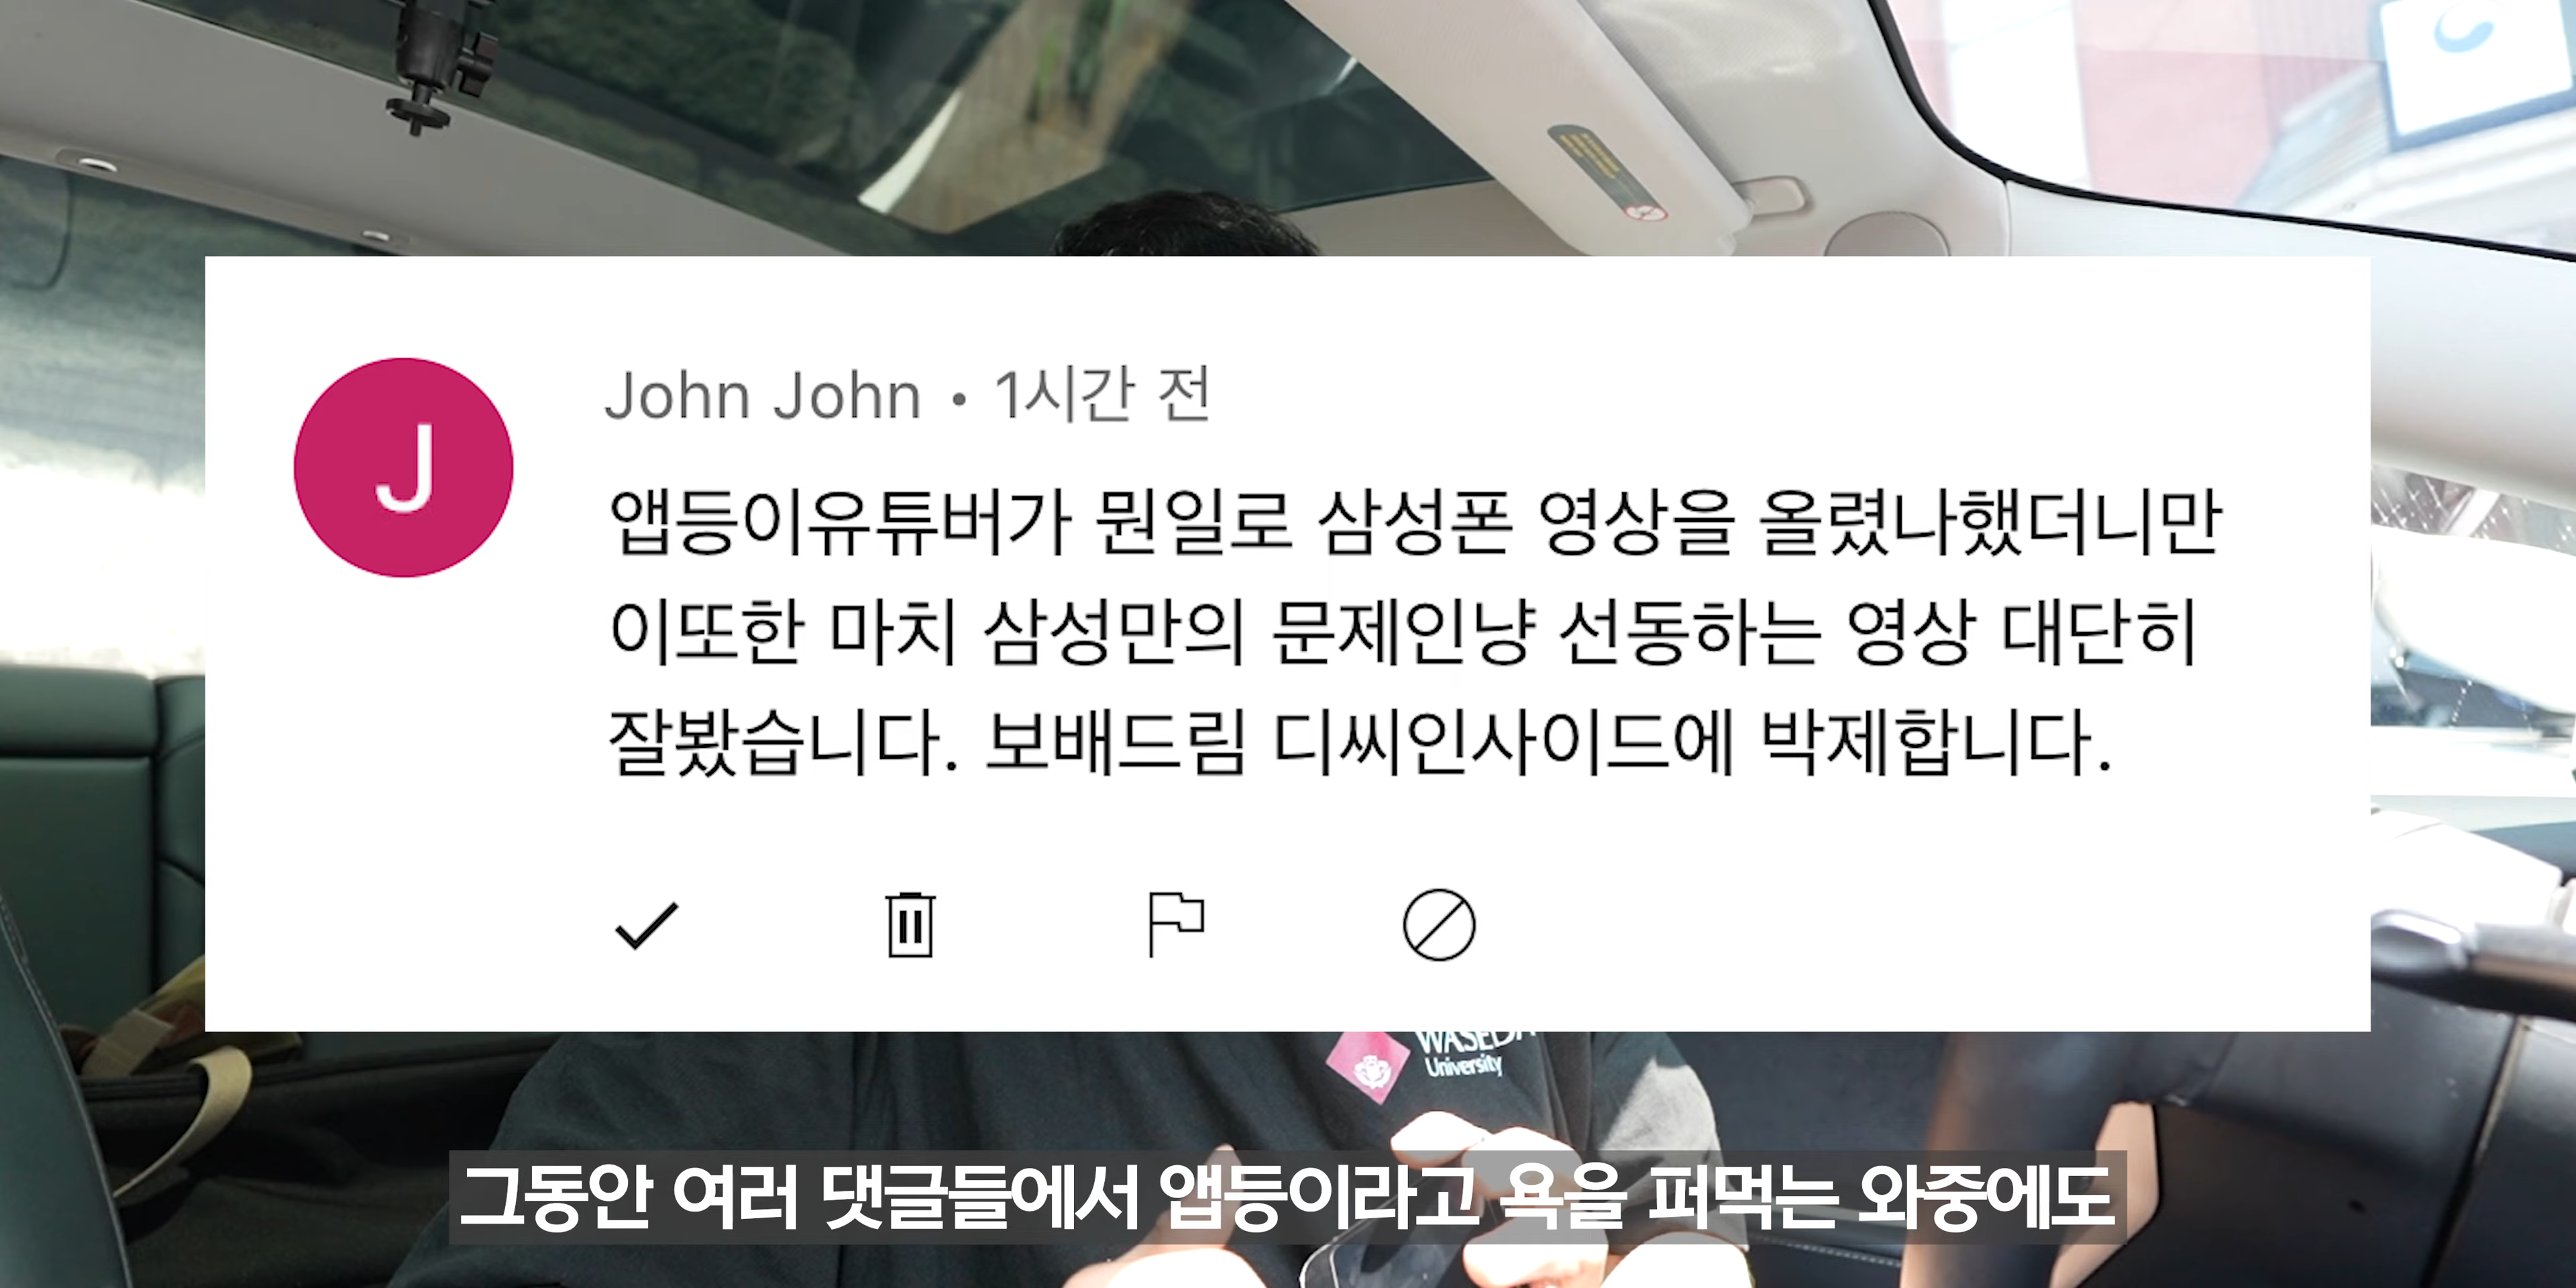 John John • 1시간 전
J
앱등이유튜버가 뭔일로 삼성폰 영상을 올렸나했더니만
이또한 마치 삼성만의 문제인냥 선동하는 영상 대단히
잘봤습니다. 보배드림 디씨인사이드에 박제합니다.
University
그동안 여러 댓글들에서 앱등이라고 욕을 퍼먹는 와중에도